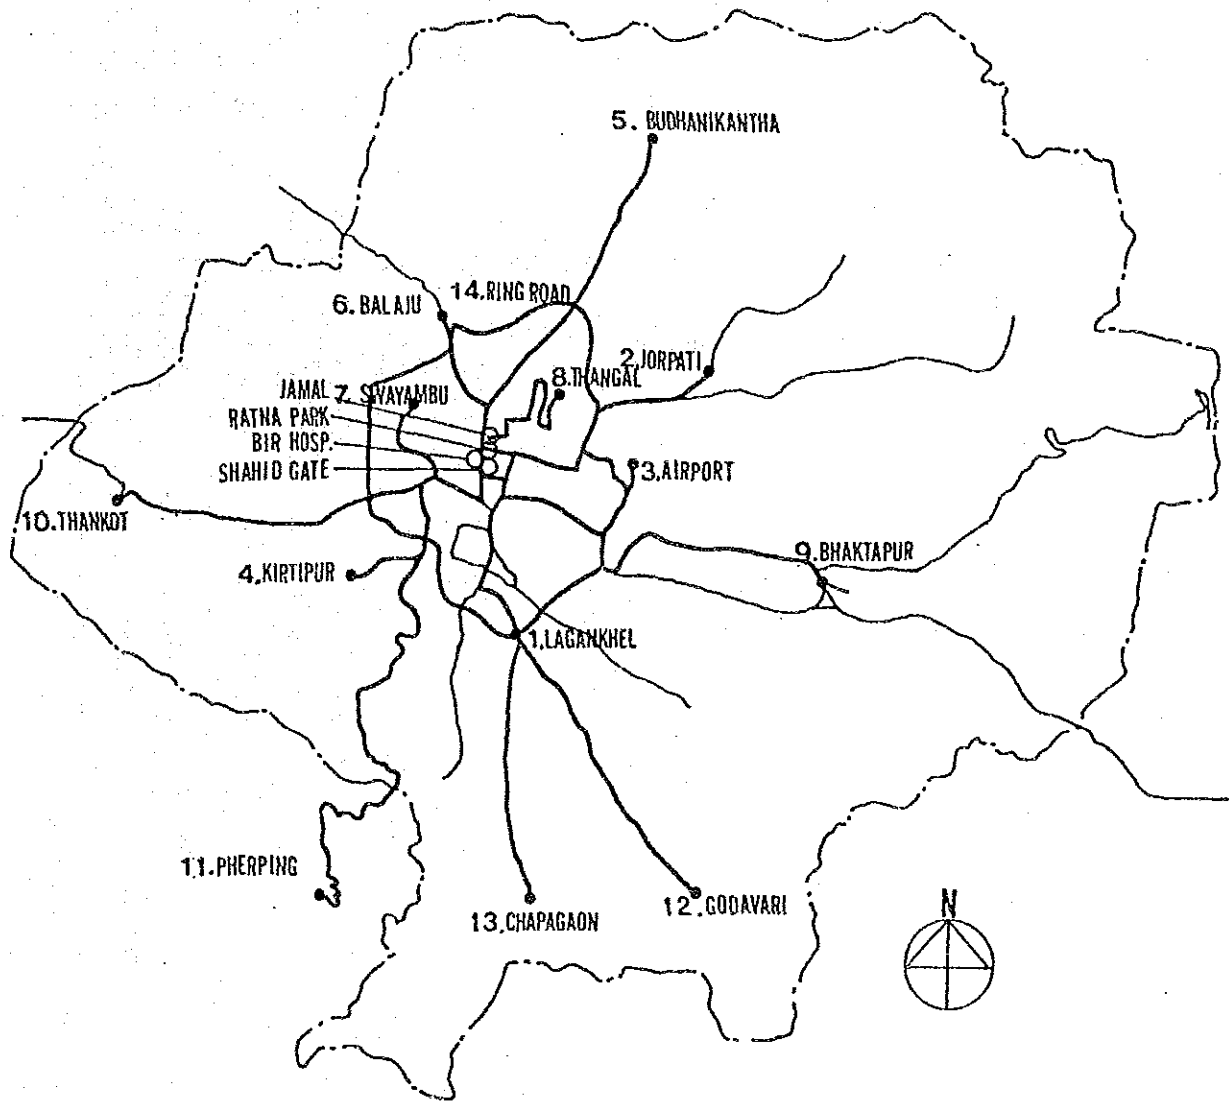 5. BUDHANIKANTHA
14.RING ROAD
6. BALAJU
2.JORPATI
8.THANGAL
JAMAL
7. SWAYAMBU
RATNA PARK
BIR HOSP.
SHAHID GATE
3.AIRPORT
10.THANKOT
9.BHAKTAPUR
4.KIRTIPUR
1.LAGANKHEL
11.PHERPING
12.GODAVARI
13.CHAPAGAON
N